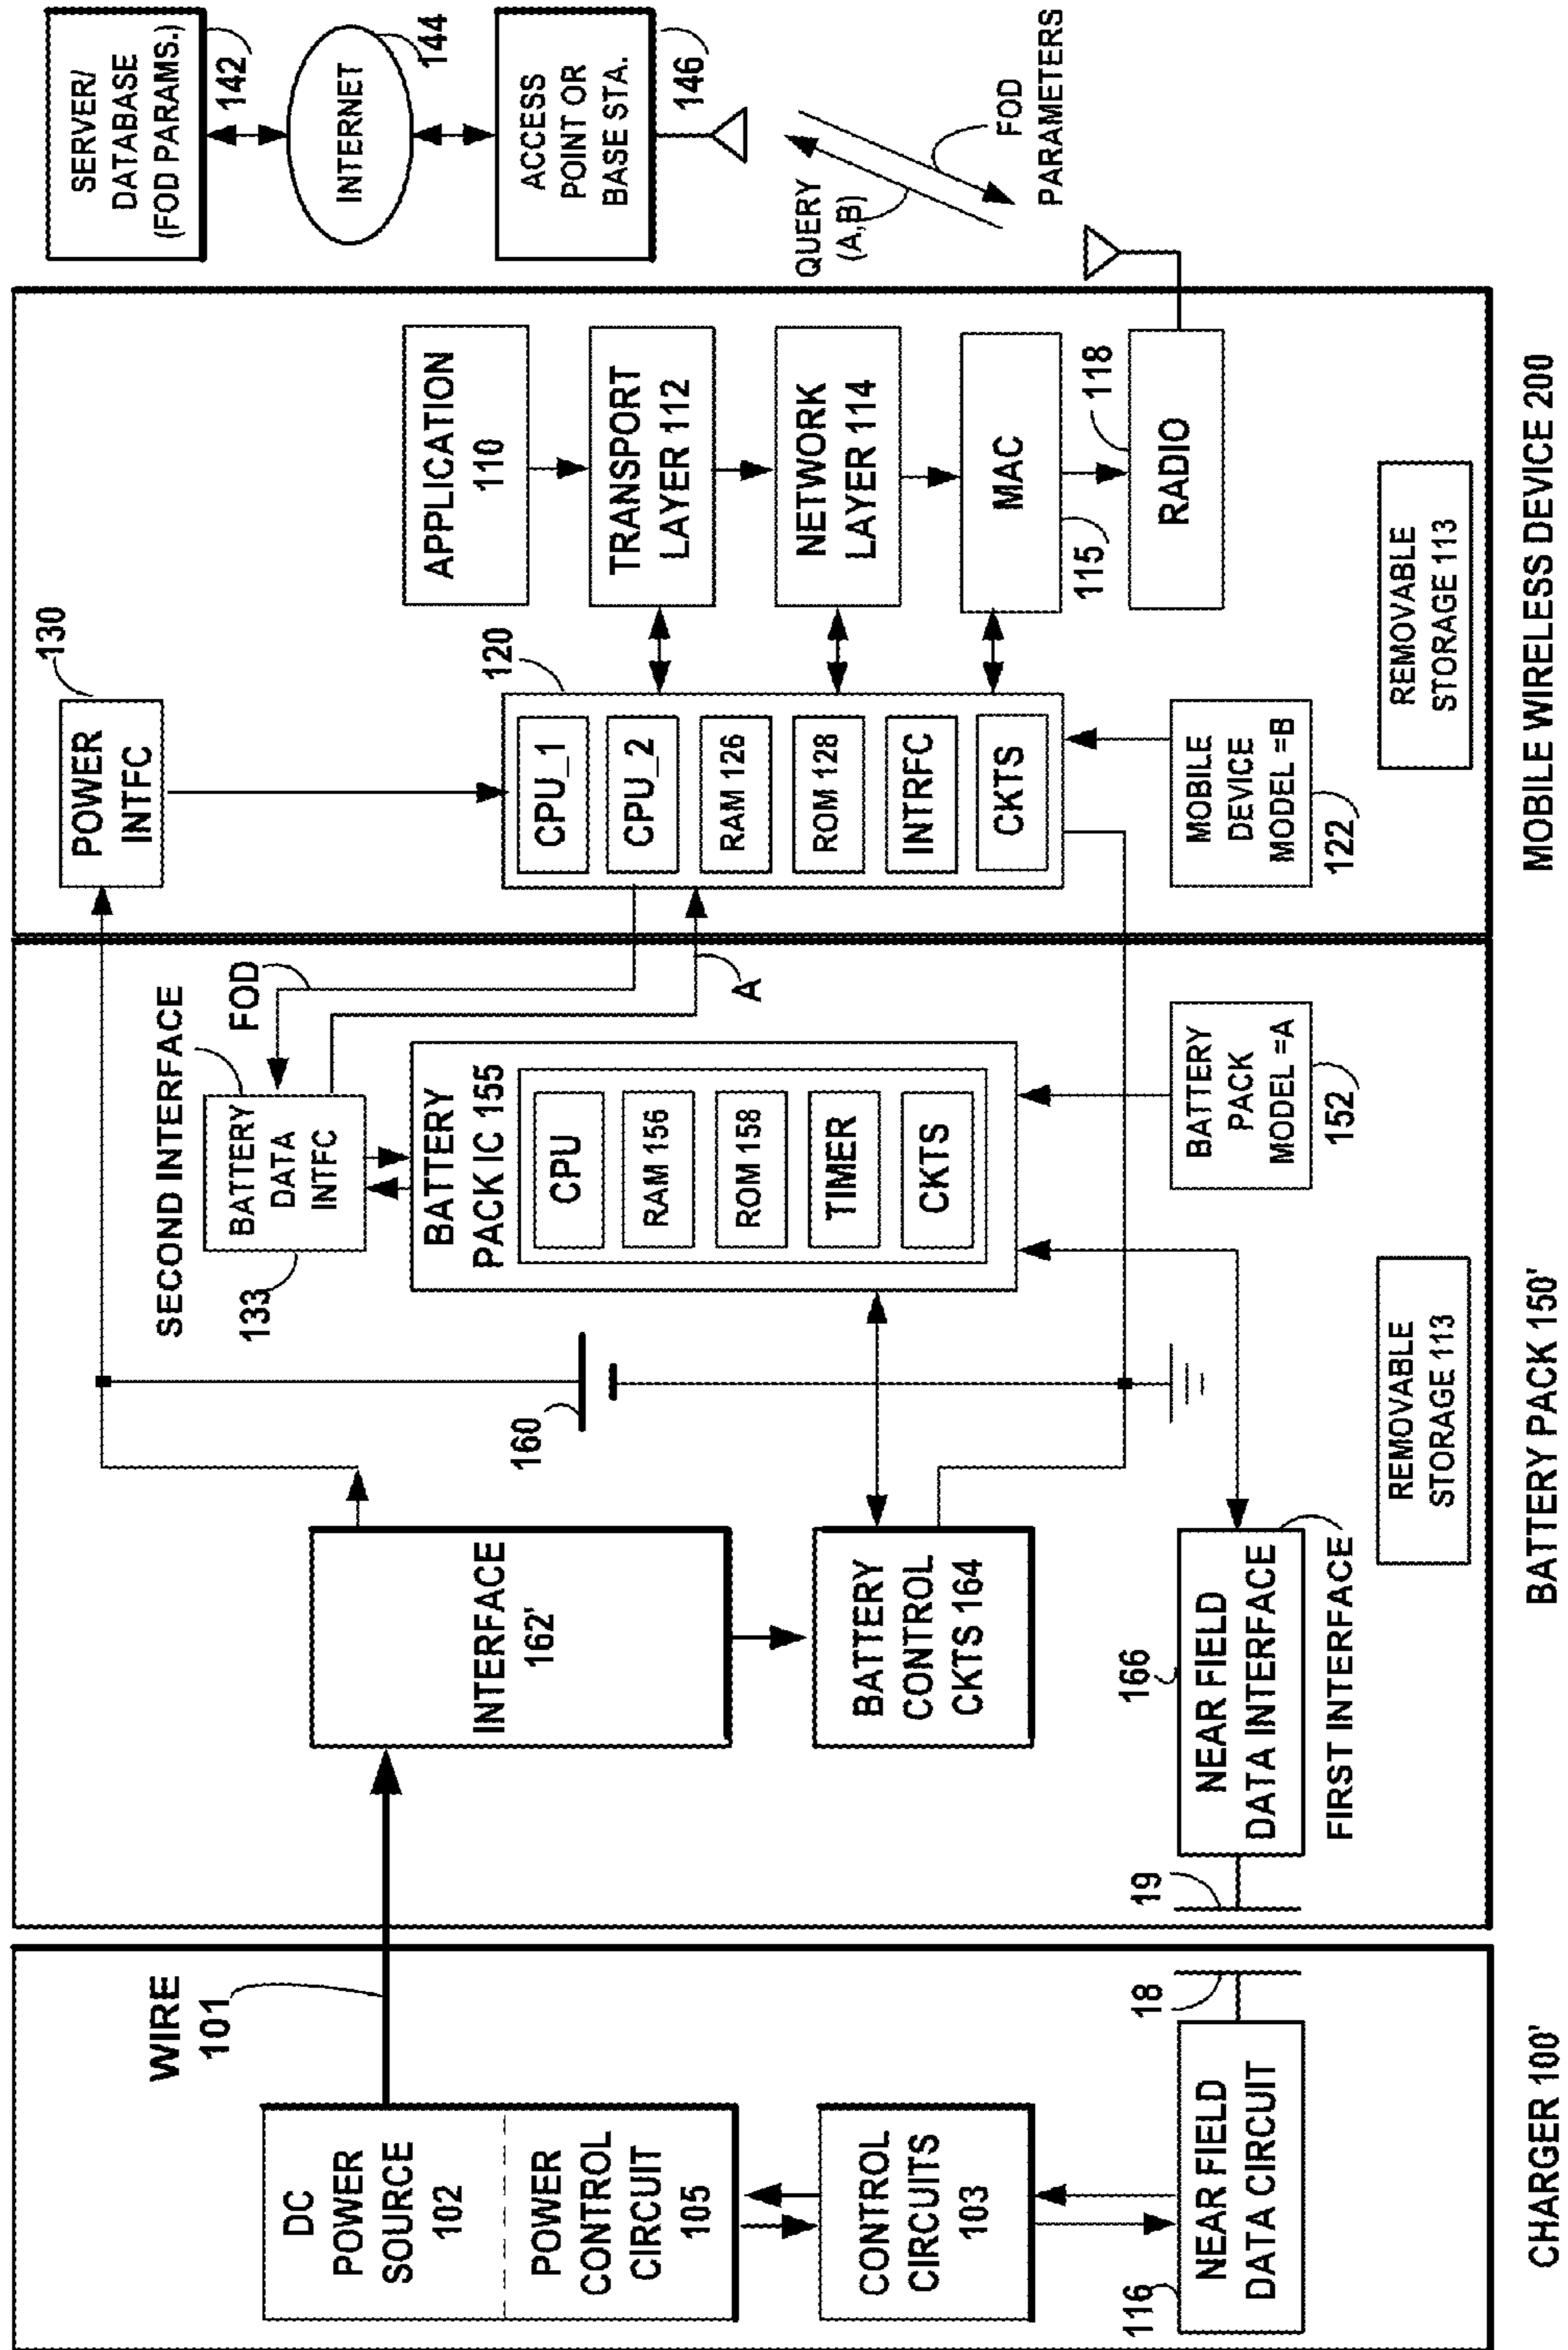 WIRE
101
DC
POWER
SOURCE
102
POWER
CONTROL
CIRCUIT
105
CONTROL
CIRCUITS
103
116
NEAR FIELD
DATA CIRCUIT
18
CHARGER 100'
SECOND INTERFACE
FOD
BATTERY
DATA
INTFC
133
A
INTERFACE
162'
160
BATTERY
PACK IC 155
CPU
RAM 156
ROM 158
TIMER
CKTS
BATTERY
CONTROL
CKTS 164
19
166
NEAR FIELD
DATA INTERFACE
FIRST INTERFACE
BATTERY
PACK
MODEL =A
152
REMOVABLE
STORAGE 113
BATTERY PACK 150'
130
POWER
INTFC
120
CPU_1
CPU_2
RAM 126
ROM 128
INTRFC
CKTS
MOBILE
DEVICE
MODEL =B
122
APPLICATION
110
TRANSPORT
LAYER 112
NETWORK
LAYER 114
MAC
115
118
RADIO
REMOVABLE
STORAGE 113
MOBILE WIRELESS DEVICE 200
SERVER/
DATABASE
(FOD PARAMS.)
142
INTERNET
144
ACCESS
POINT OR
BASE STA.
146
QUERY
(A,B)
FOD
PARAMETERS